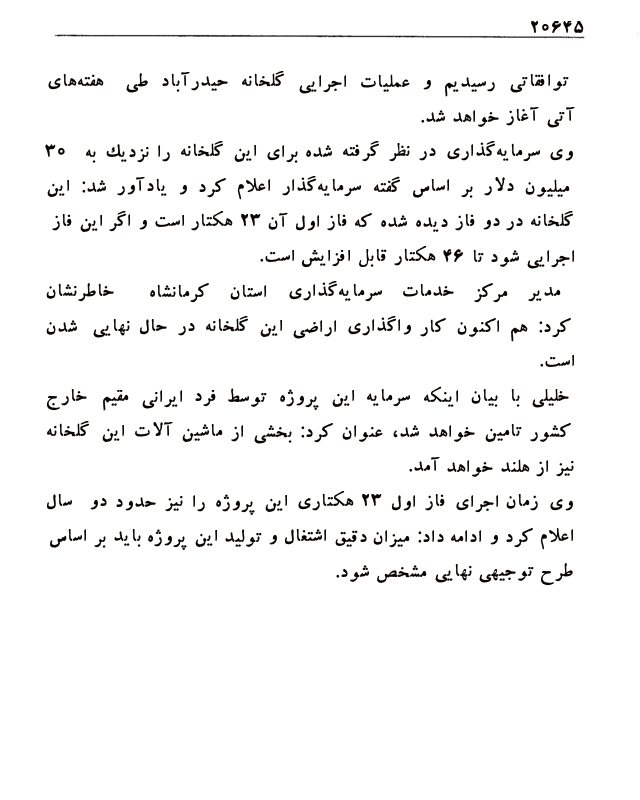 ۲۰۶۴۵
توافقاتی رسیدیم و عملیات اجرایی گلخانه حیدرآباد طی هفته‌های
آتی آغاز خواهد شد.
وی سرمایه‌گذاری در نظر گرفته شده برای این گلخانه را نزدیك به ۳۰
میلیون دلار بر اساس گفته سرمایه‌گذار اعلام کرد و یادآور شد: این
گلخانه در دو فاز دیده شده که فاز اول آن ۲۳ هکتار است و اگر این فاز
اجرایی شود تا ۴۶ هکتار قابل افزایش است.
مدیر مرکز خدمات سرمایه‌گذاری استان کرمانشاه خاطرنشان
کرد: هم اکنون کار واگذاری اراضی این گلخانه در حال نهایی شدن
است.
خلیلی با بیان اینکه سرمایه این پروژه توسط فرد ایرانی مقیم خارج
کشور تامین خواهد شد، عنوان کرد: بخشی از ماشین آلات این گلخانه
نیز از هلند خواهد آمد.
وی زمان اجرای فاز اول ۲۳ هکتاری این پروژه را نیز حدود دو سال
اعلام کرد و ادامه داد: میزان دقیق اشتغال و تولید این پروژه باید بر اساس
طرح توجیهی نهایی مشخص شود.